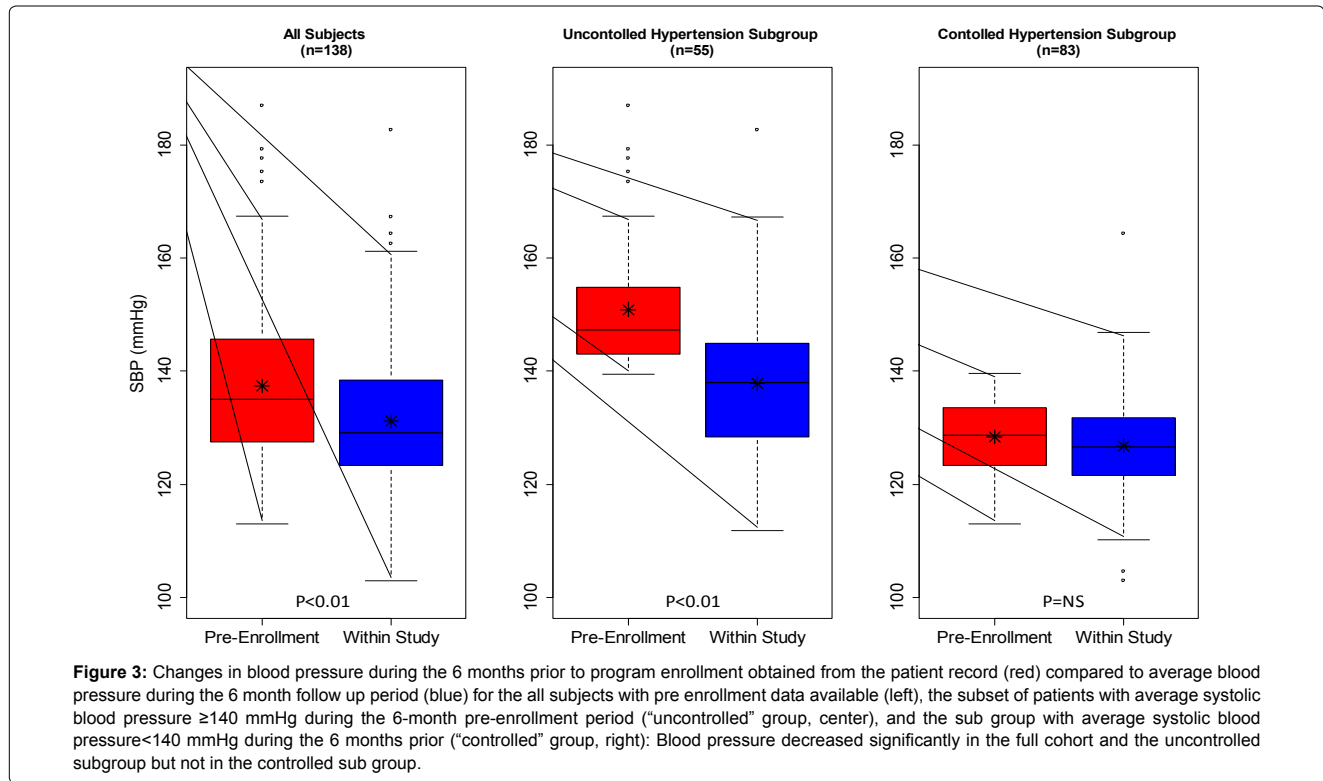 All Subjects
(n=138)
Uncontolled Hypertension Subgroup
(n=55)
Contolled Hypertension Subgroup
(n=83)
SBP (mmHg)
180
160
140
120
100
P<0.01
Pre-Enrollment Within Study
180
160
140
120
100
P<0.01
Pre-Enrollment Within Study
180
160
140
120
100
P=NS
Pre-Enrollment Within Study
Figure 3: Changes in blood pressure during the 6 months prior to program enrollment obtained from the patient record (red) compared to average blood
pressure during the 6 month follow up period (blue) for the all subjects with pre enrollment data available (left), the subset of patients with average systolic
blood pressure ≥140 mmHg during the 6-month pre-enrollment period (“uncontrolled” group, center), and the sub group with average systolic blood
pressure<140 mmHg during the 6 months prior (“controlled” group, right): Blood pressure decreased significantly in the full cohort and the uncontrolled
subgroup but not in the controlled sub group.